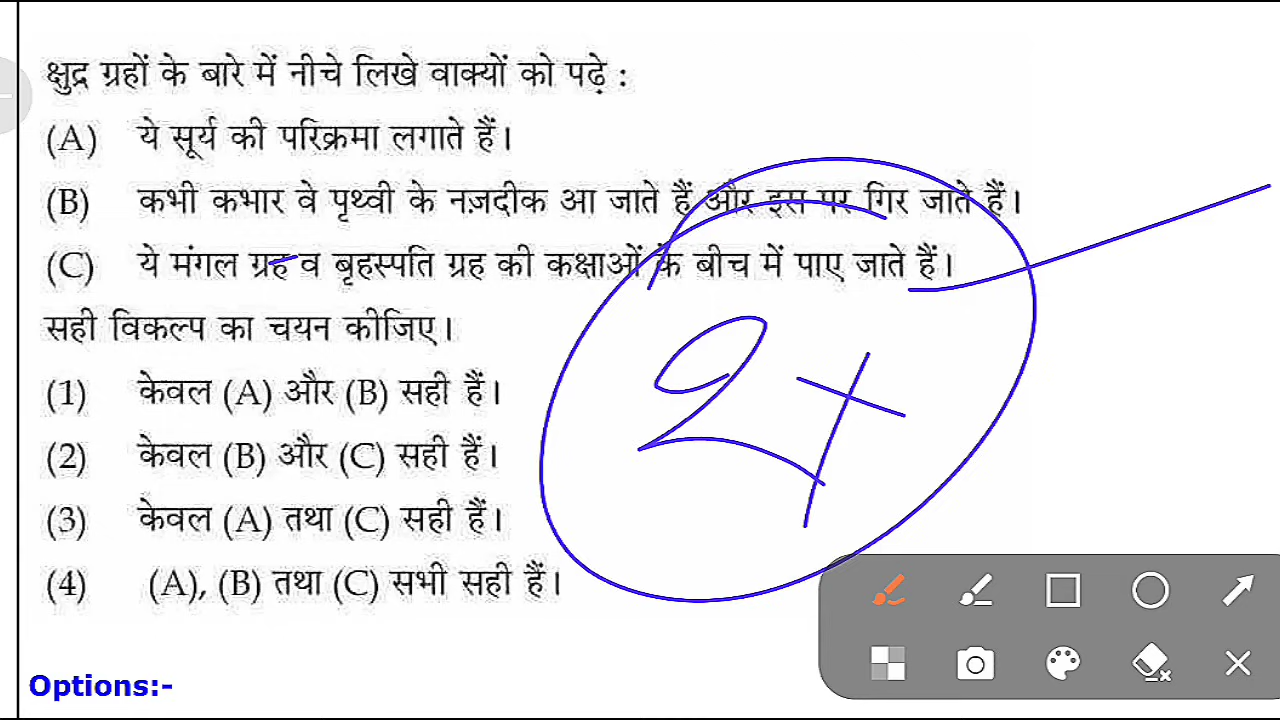 क्षुद्र ग्रहों के बारे में नीचे लिखे वाक्यों को पढ़े :
(A) ये सूर्य की परिक्रमा लगाते हैं।
(B) कभी कभार वे पृथ्वी के नज़दीक आ जाते हैं और इस पर गिर जाते हैं।
(C) ये मंगल ग्रह व बृहस्पति ग्रह की कक्षाओं के बीच में पाए जाते हैं।
सही विकल्प का चयन कीजिए।
(1) केवल (A) और (B) सही हैं।
(2) केवल (B) और (C) सही हैं।
(3) केवल (A) तथा (C) सही हैं।
(4) (A), (B) तथा (C) सभी सही हैं।
Options:-